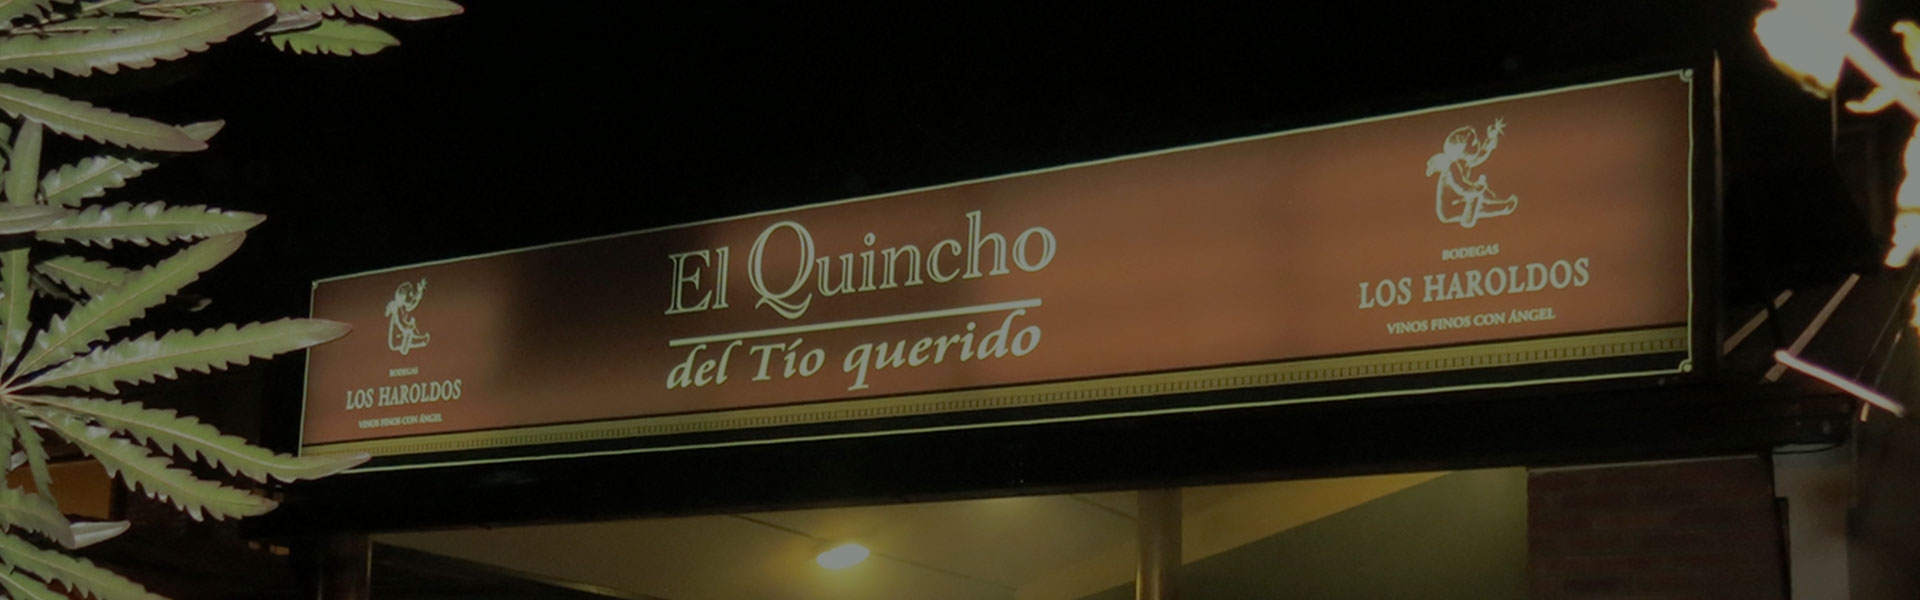 El Quincho
del Tío querido
BODEGAS
LOS HAROLDOS
VINOS FINOS CON ÁNGEL
BODEGAS
LOS HAROLDOS
VINOS FINOS CON ÁNGEL